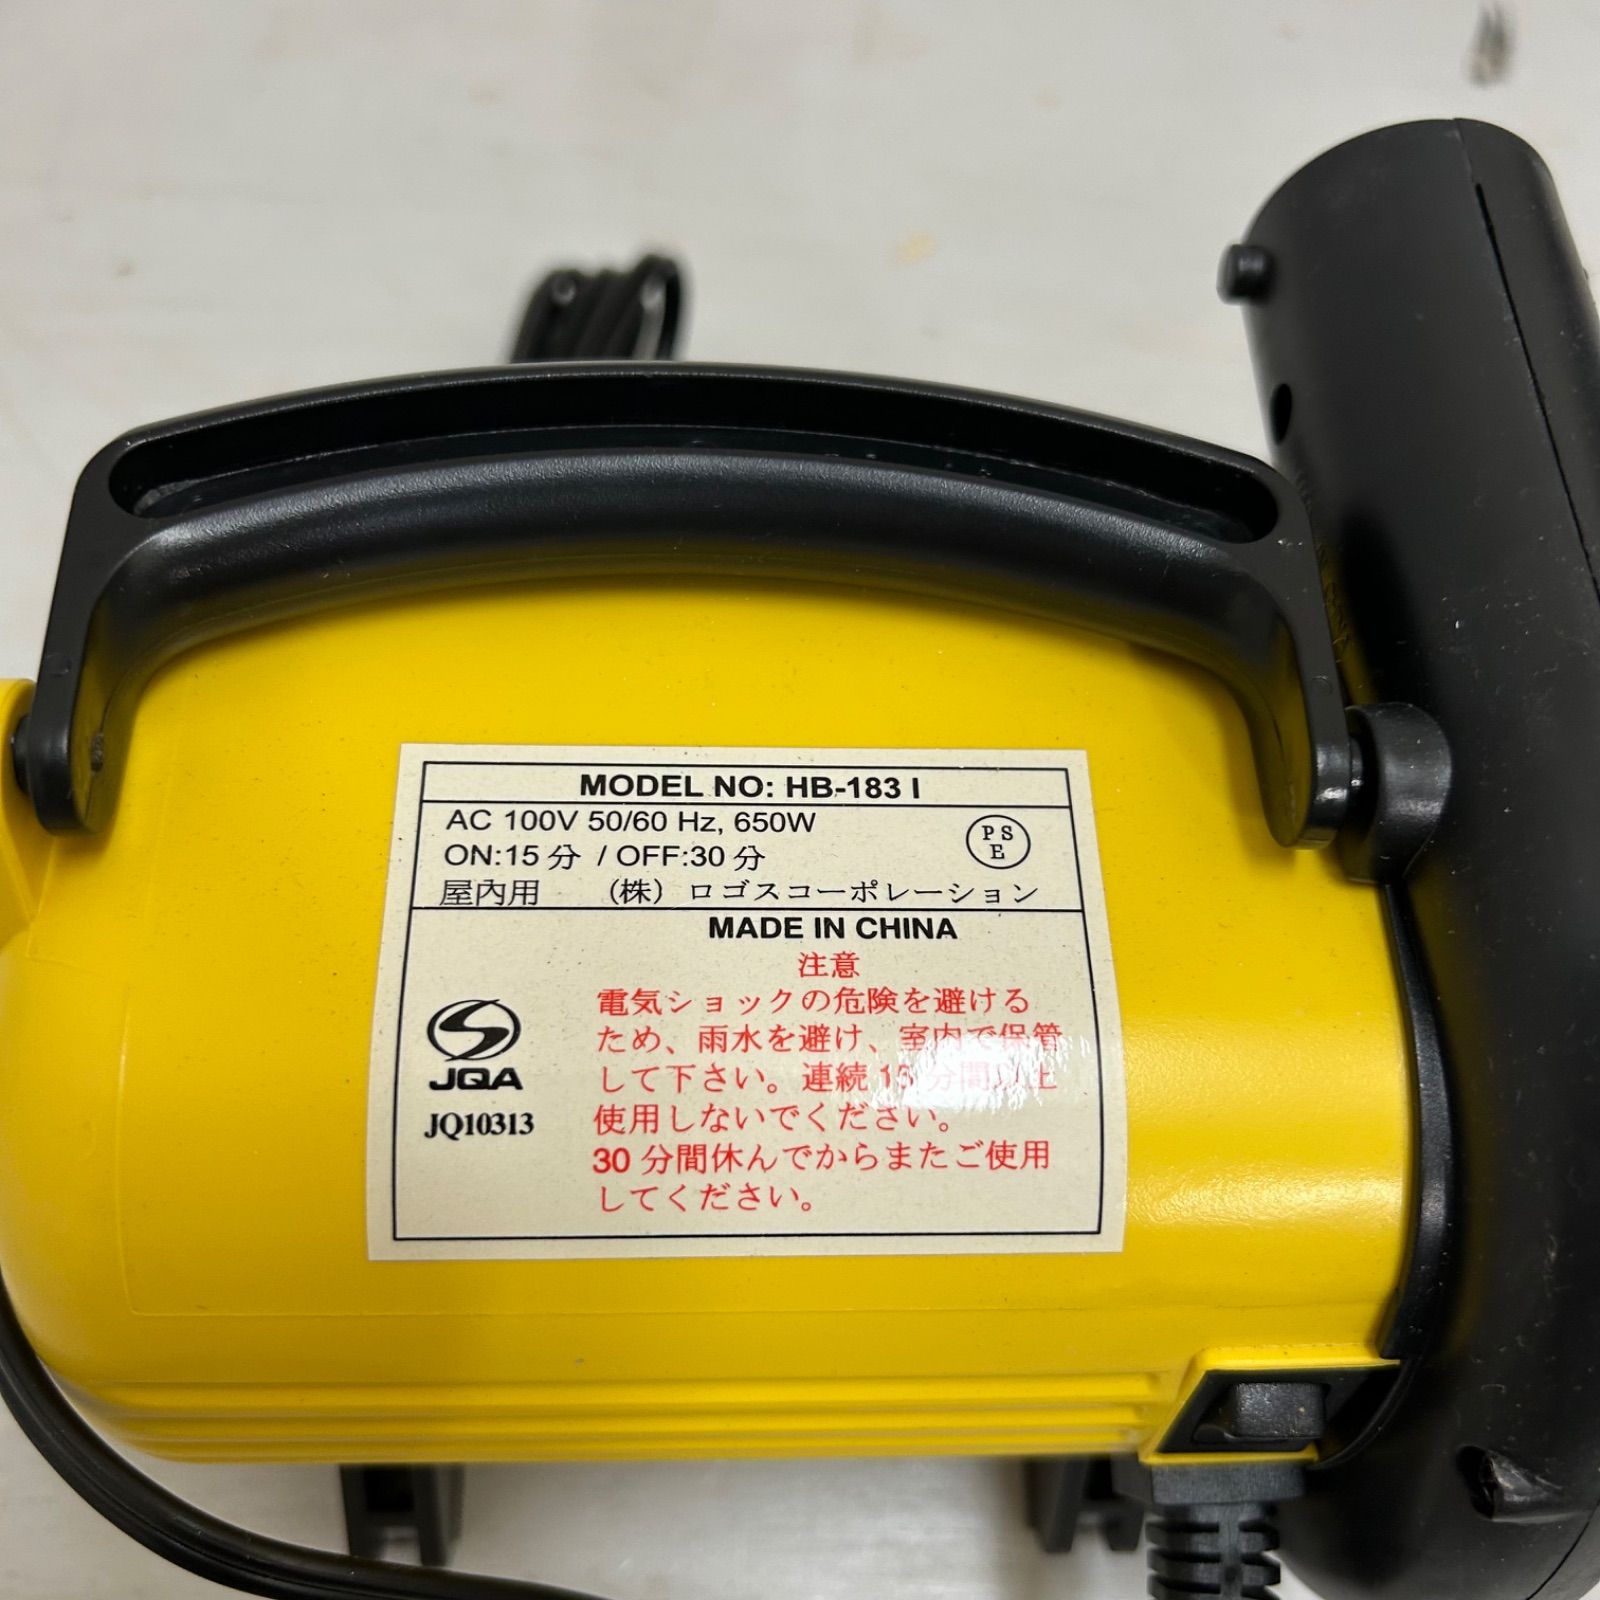 MODEL NO: HB-183 I
AC 100V 50/60 Hz, 650W
PSE
ON:15 分 / OFF:30 分
屋內用 （株）ロゴスコーポレーション
MADE IN CHINA
注意
電気ショックの危険を避ける
ため、雨水を避け、室内で保管
して下さい。連続 15 分間以上
使用しないでください。
30 分間休んでからまたご使用
してください。
JQA
JQ10313